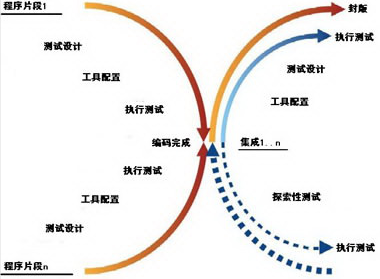 程序片段1
封版
测试设计
执行测试
工具配置
测试设计
执行测试
工具配置
编码完成
集成1..n
执行测试
工具配置
探索性测试
测试设计
执行测试
程序片段n